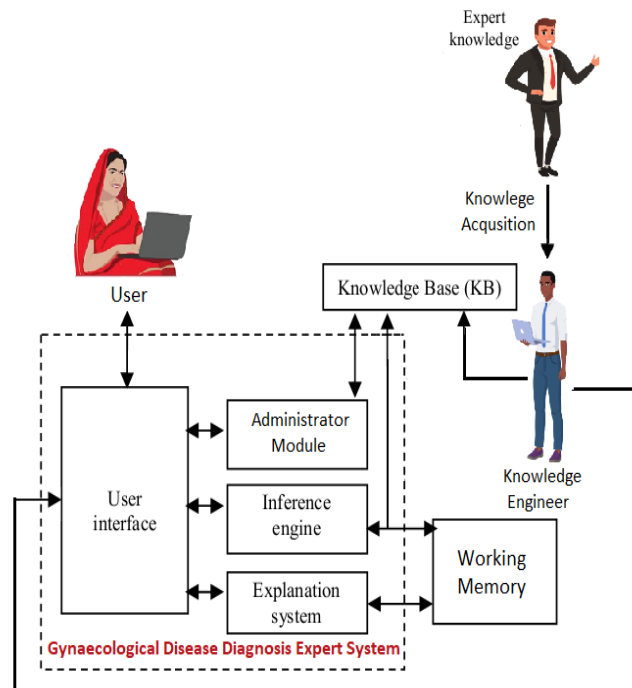 Expert
knowledge
Knowlege
Acqusition
User
Knowledge Base (KB)
Administrator
Module
User
interface
Inference
engine
Knowledge
Engineer
Working
Memory
Explanation
system
Gynaecological Disease Diagnosis Expert System